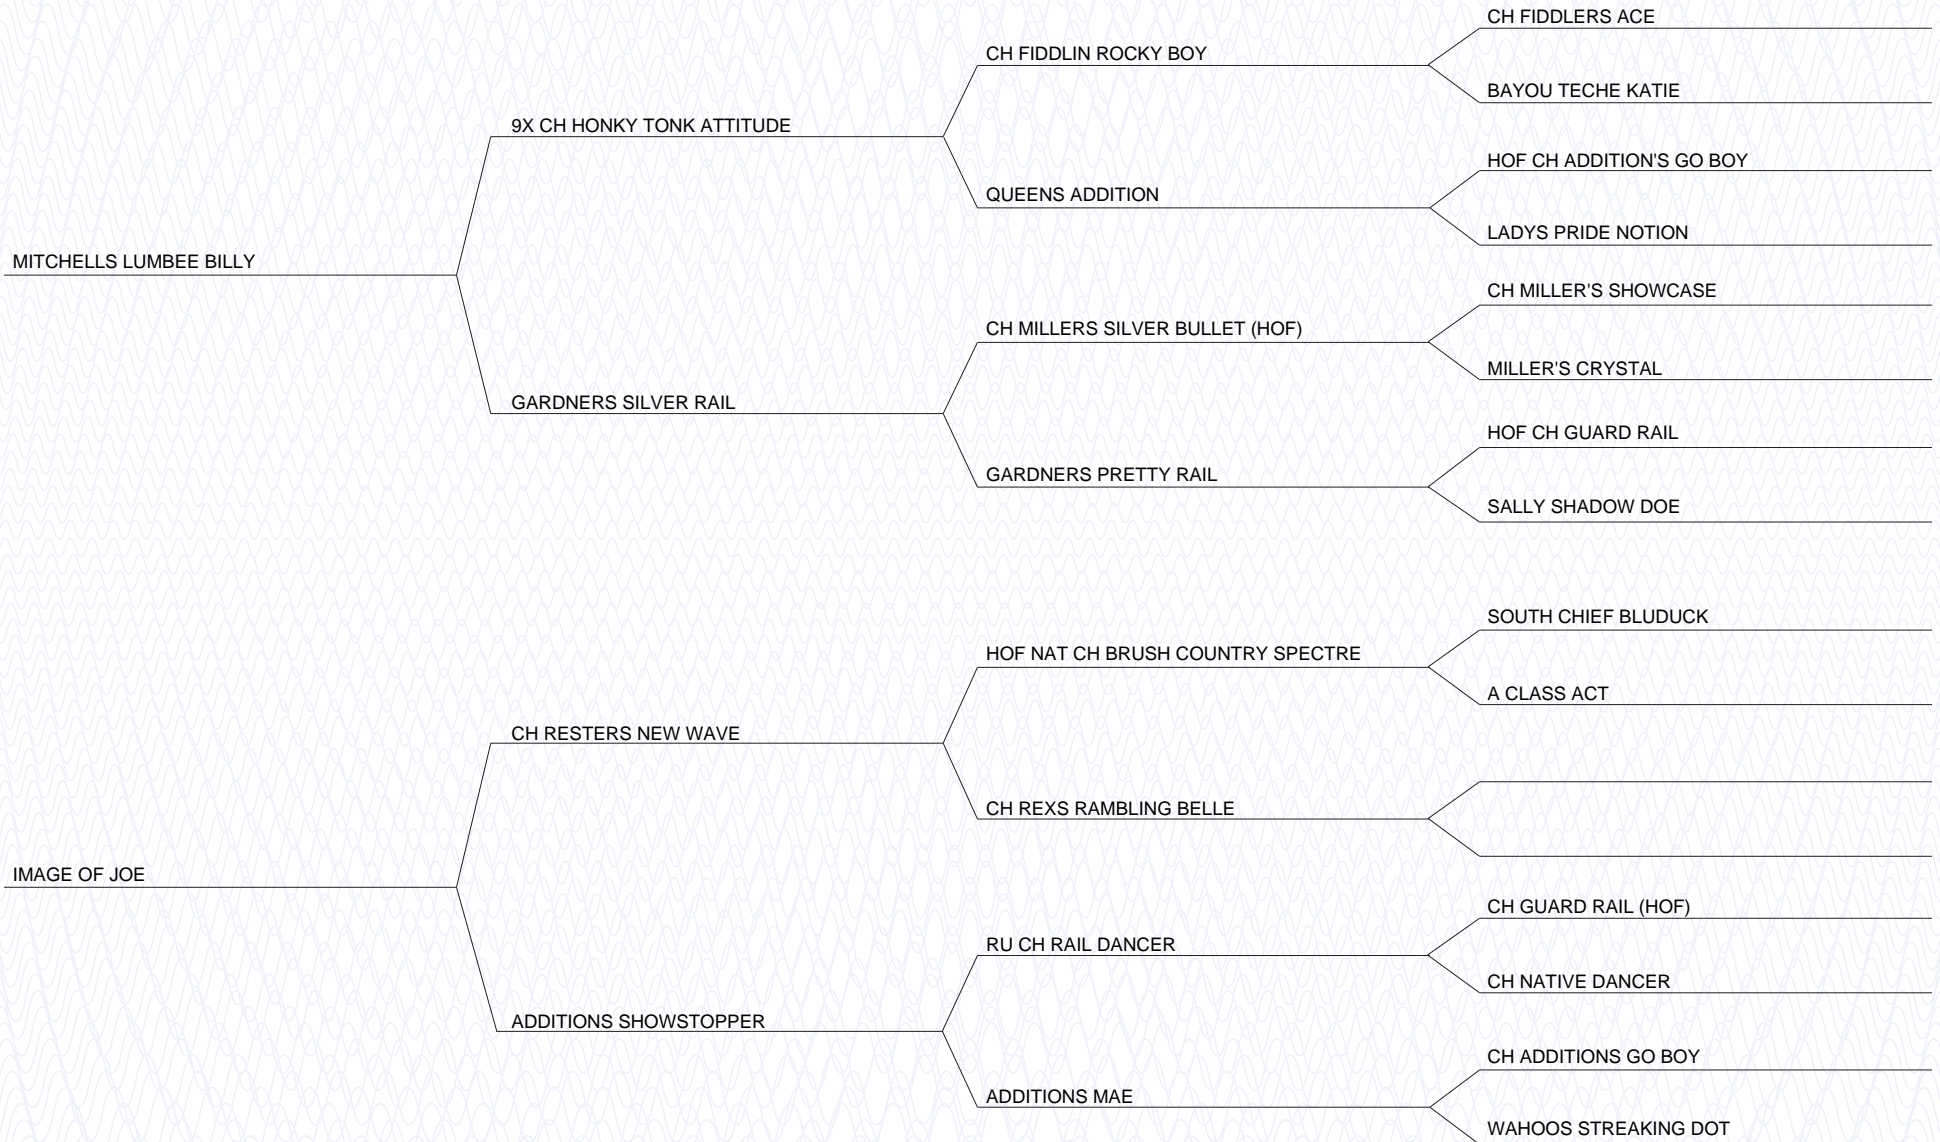 CH FIDDLERS ACE
CH FIDDLIN ROCKY BOY
BAYOU TECHE KATIE
9X CH HONKY TONK ATTITUDE
HOF CH ADDITION'S GO BOY
QUEENS ADDITION
LADYS PRIDE NOTION
MITCHELLS LUMBEE BILLY
CH MILLER'S SHOWCASE
CH MILLERS SILVER BULLET (HOF)
MILLER'S CRYSTAL
GARDNERS SILVER RAIL
HOF CH GUARD RAIL
GARDNERS PRETTY RAIL
SALLY SHADOW DOE
SOUTH CHIEF BLUDUCK
HOF NAT CH BRUSH COUNTRY SPECTRE
A CLASS ACT
CH RESTERS NEW WAVE
CH REXS RAMBLING BELLE
IMAGE OF JOE
CH GUARD RAIL (HOF)
RU CH RAIL DANCER
CH NATIVE DANCER
ADDITIONS SHOWSTOPPER
CH ADDITIONS GO BOY
ADDITIONS MAE
WAHOOS STREAKING DOT